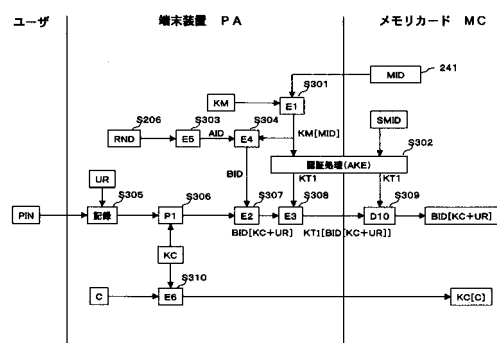 ユーザ 端末装置 PA メモリカード MC
MID 241
S301
KM E1
S206 S303 S304 SMID
RND E5 AID E4 KM[MID] S302
認証処理(AKE)
UR BID KT1 KT1
S305 S306 S307 S308 S309
PIN 記録 P1 E2 E3 D10 BID[KC+UR]
BID[KC+UR] KT1[BID[KC+UR]]
KC
S310
C E6 KC[C]